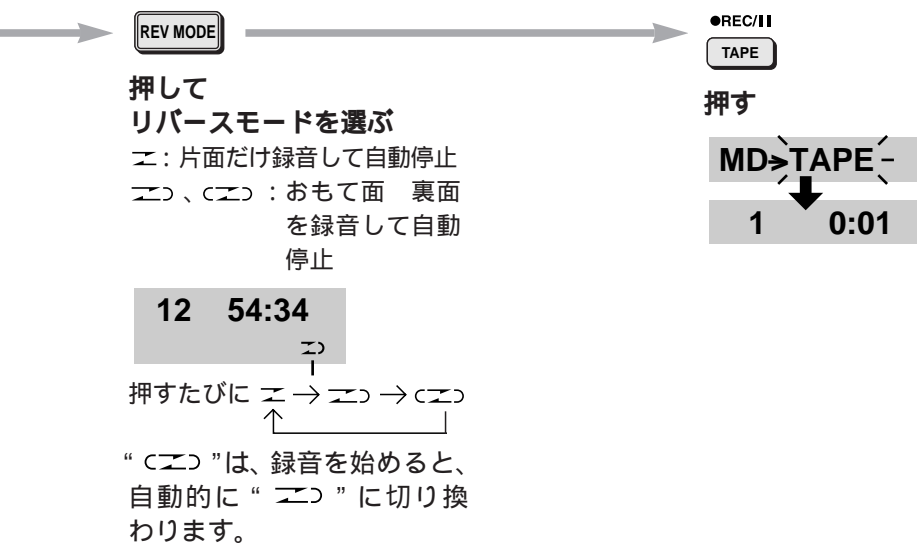 REV MODE
押して
リバースモードを選ぶ
: 片面だけ録音して自動停止
、 : おもて面 裏面
を録音して自動
停止
12 54:34
押すたびに → →
“ ”は、録音を始めると、
自動的に “ ” に切り換
わります。
●REC/II
TAPE
押す
MD>TAPE
1 0:01